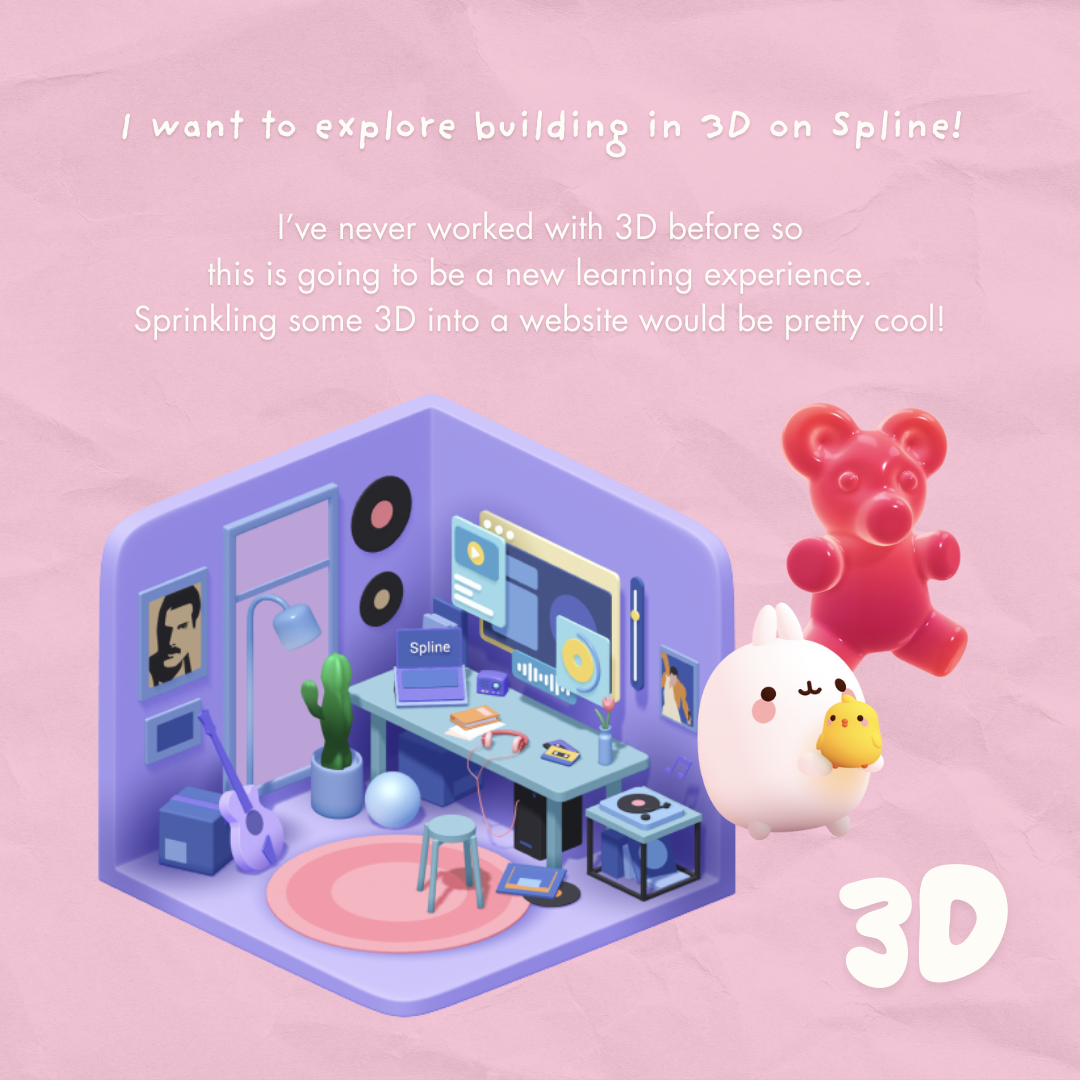 I want to explore building in 3D on Spline!
I’ve never worked with 3D before so
this is going to be a new learning experience.
Sprinkling some 3D into a website would be pretty cool!
Spline
3D